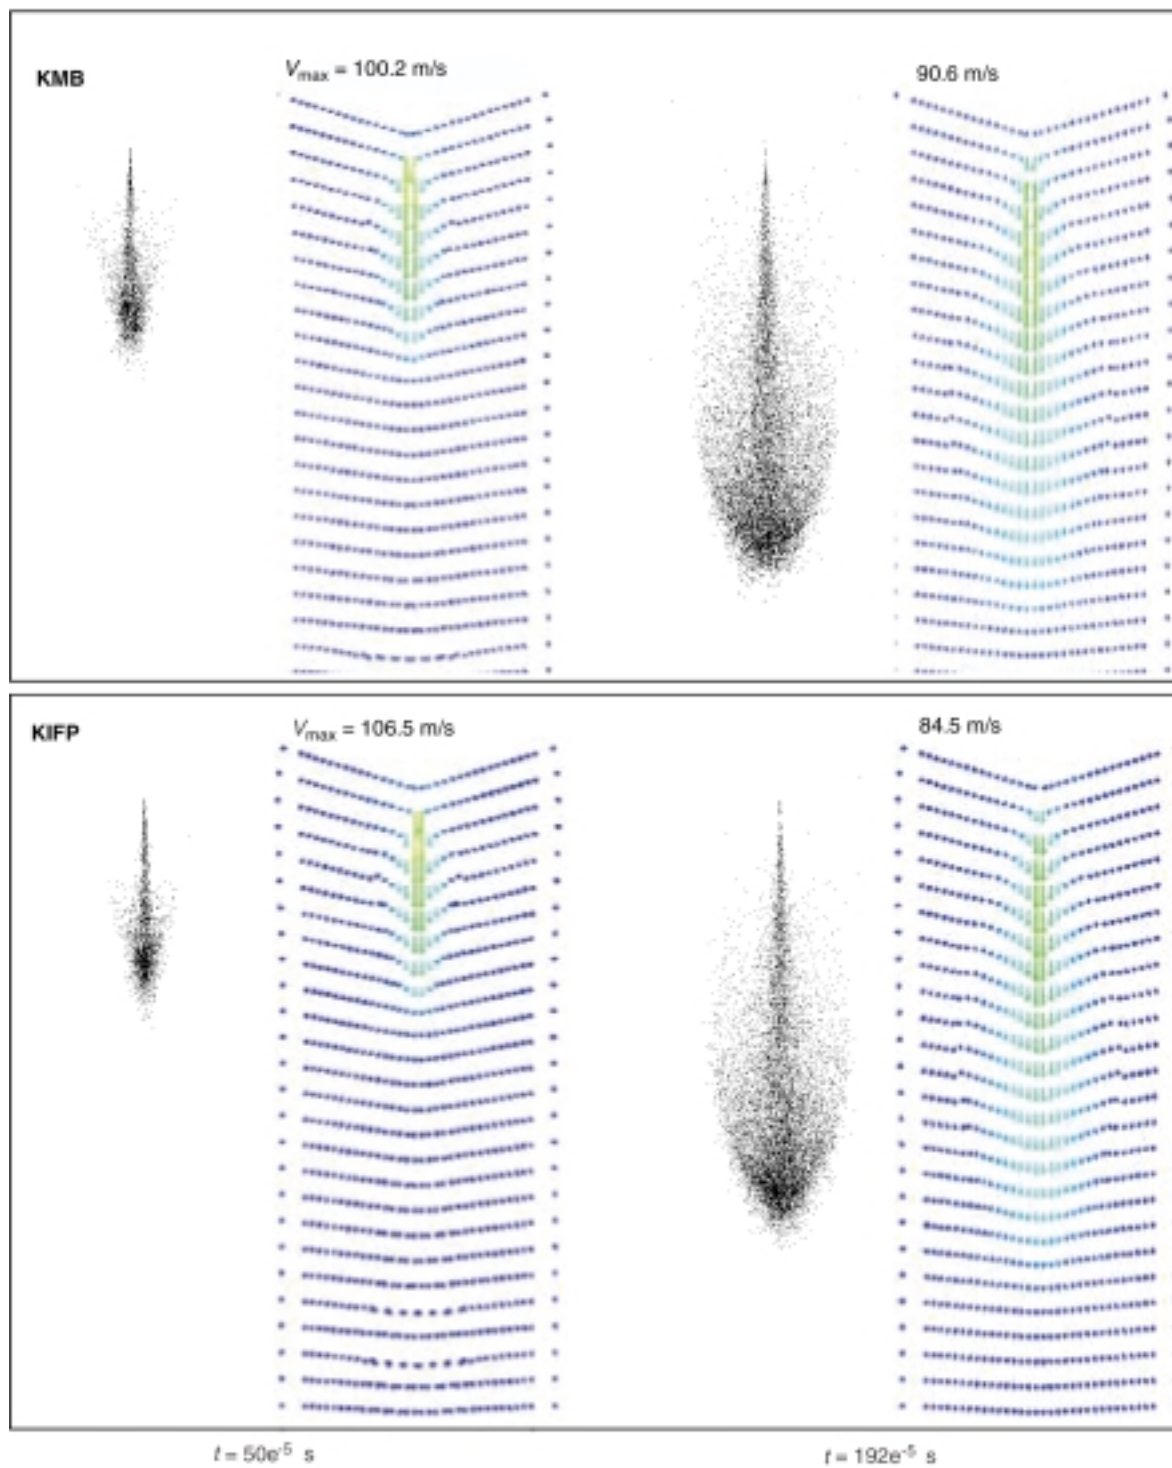 KMB
Vmax = 100.2 m/s
90.6 m/s
KIFP
Vmax = 106.5 m/s
84.5 m/s
t = 50e-5 s
t = 192e-5 s